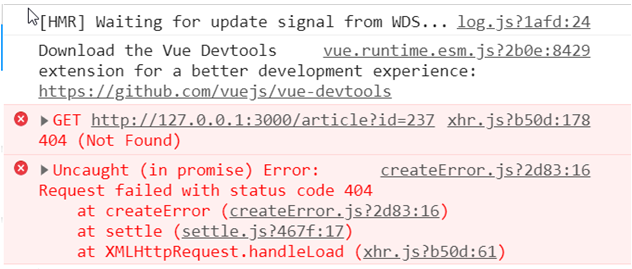 [HMR] Waiting for update signal from WDS... log.js?1afd:24
Download the Vue Devtools vue.runtime.esm.js?2b0e:8429
extension for a better development experience:
https://github.com/vuejs/vue-devtools
GET http://127.0.0.1:3000/article?id=237 xhr.js?b50d:178
404 (Not Found)
Uncaught (in promise) Error: createError.js?2d83:16
Request failed with status code 404
at createError (createError.js?2d83:16)
at settle (settle.js?467f:17)
at XMLHttpRequest.handleLoad (xhr.js?b50d:61)